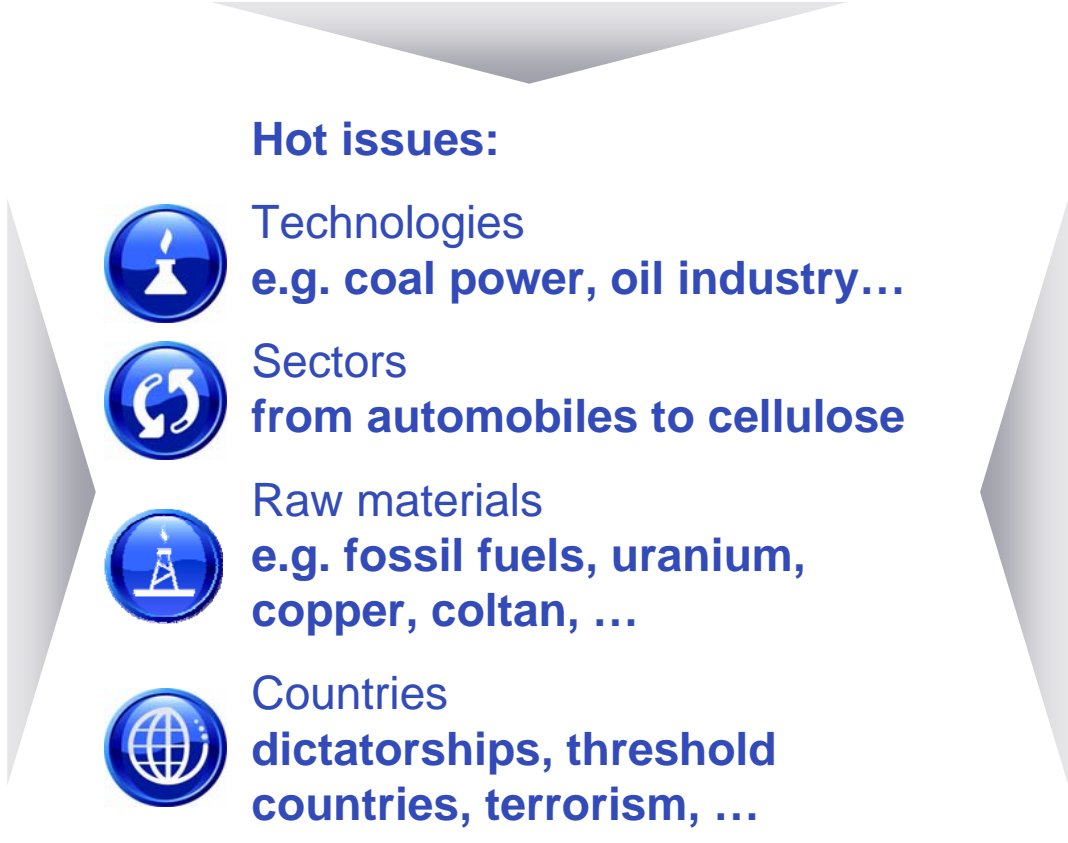 Hot issues:
Technologies
e.g. coal power, oil industry…
Sectors
from automobiles to cellulose
Raw materials
e.g. fossil fuels, uranium,
copper, coltan, …
Countries
dictatorships, threshold
countries, terrorism, …